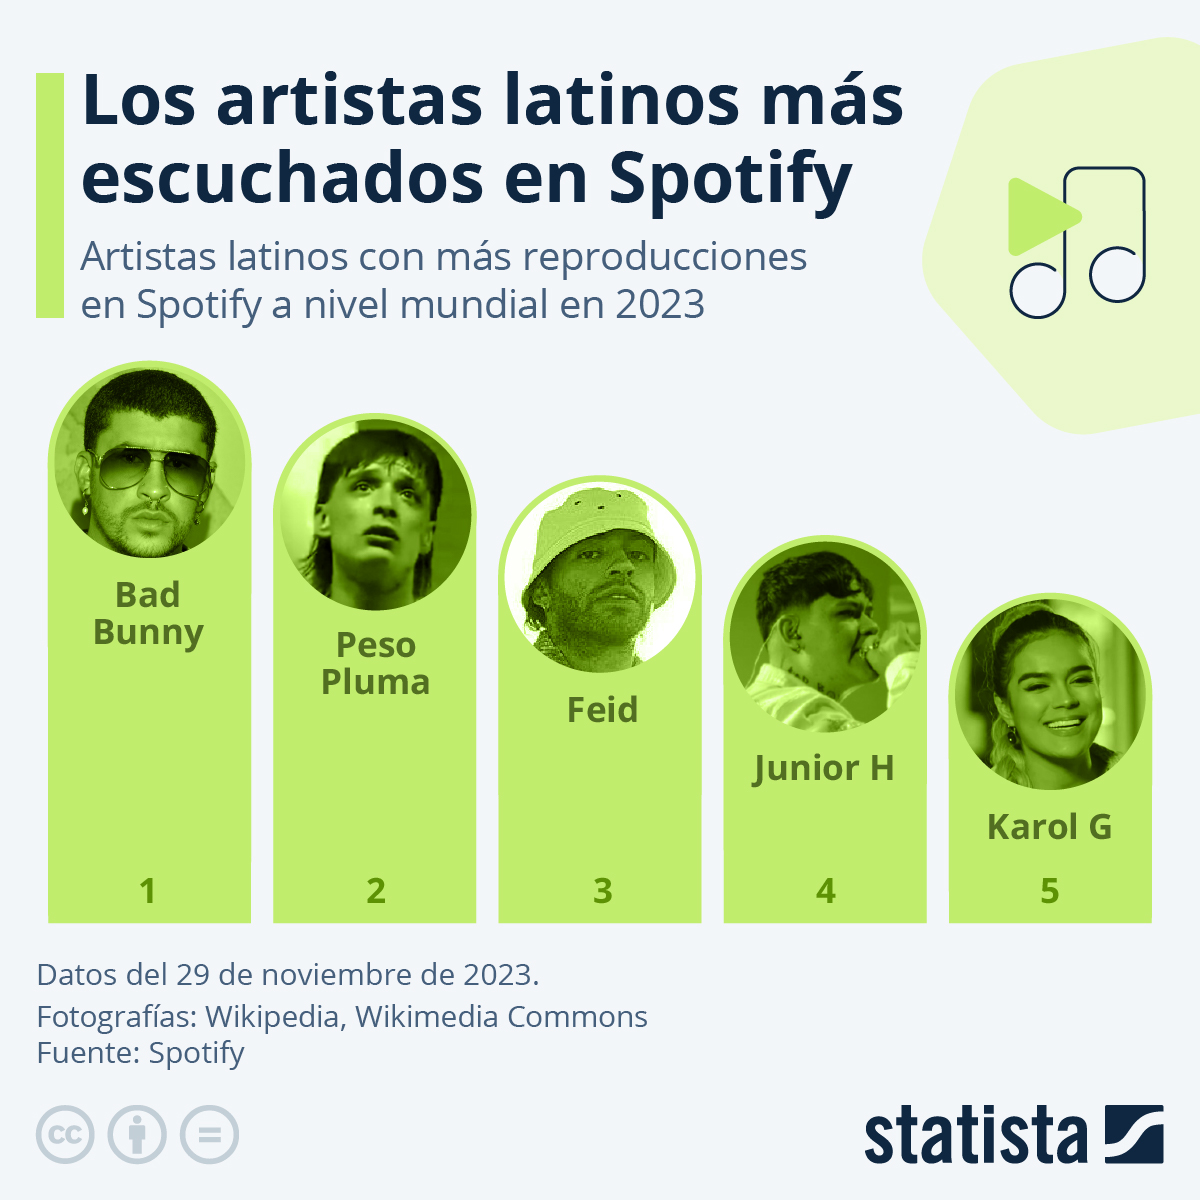 Los artistas latinos más
escuchados en Spotify
Artistas latinos con más reproducciones
en Spotify a nivel mundial en 2023
Bad
Bunny
1
Peso
Pluma
2
Feid
3
Junior H
4
Karol G
5
Datos del 29 de noviembre de 2023.
Fotografías: Wikipedia, Wikimedia Commons
Fuente: Spotify
cc
=
statista